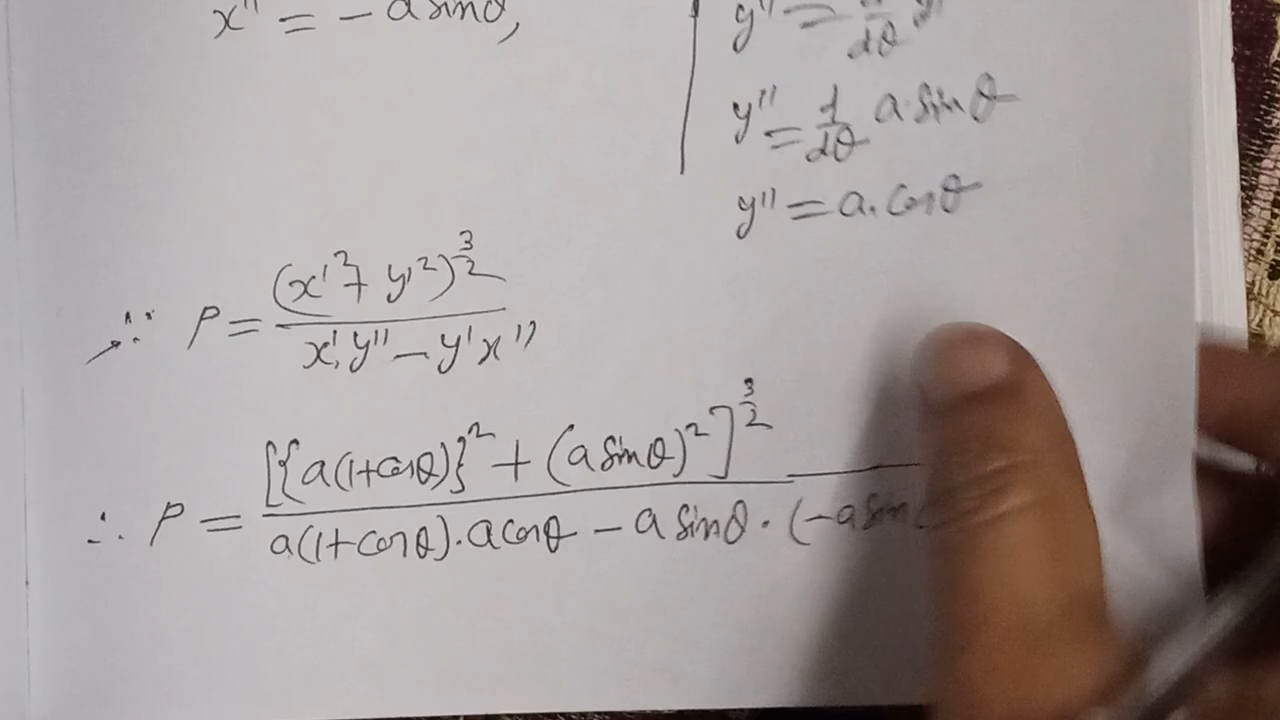 x'' = - a sinθ,
y'' = d/dθ y'
y'' = d/dθ a sinθ
y'' = a. cosθ
∴ ρ = (x'² + y'²)^(3/2) / (x'. y'' - y' x'')
∴ ρ = [{a(1+cosθ)}² + (a sinθ)²]^(3/2) / (a(1+cosθ).a cosθ - a sinθ · (-a sin